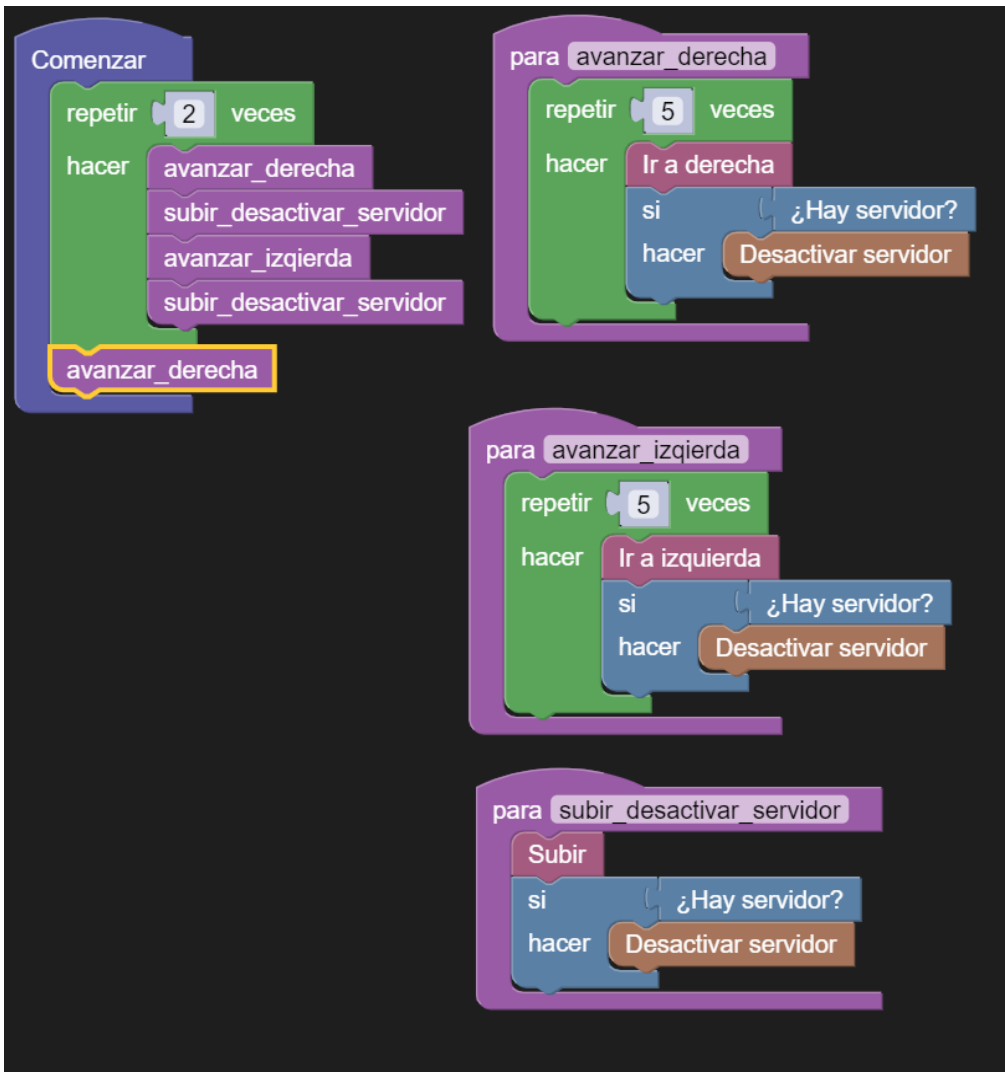 Comenzar
repetir 2 veces
hacer avanzar_derecha
subir_desactivar_servidor
avanzar_izqierda
subir_desactivar_servidor
avanzar_derecha
para avanzar_derecha
repetir 5 veces
hacer Ir a derecha
si ¿Hay servidor?
hacer Desactivar servidor
para avanzar_izqierda
repetir 5 veces
hacer Ir a izquierda
si ¿Hay servidor?
hacer Desactivar servidor
para subir_desactivar_servidor
Subir
si ¿Hay servidor?
hacer Desactivar servidor